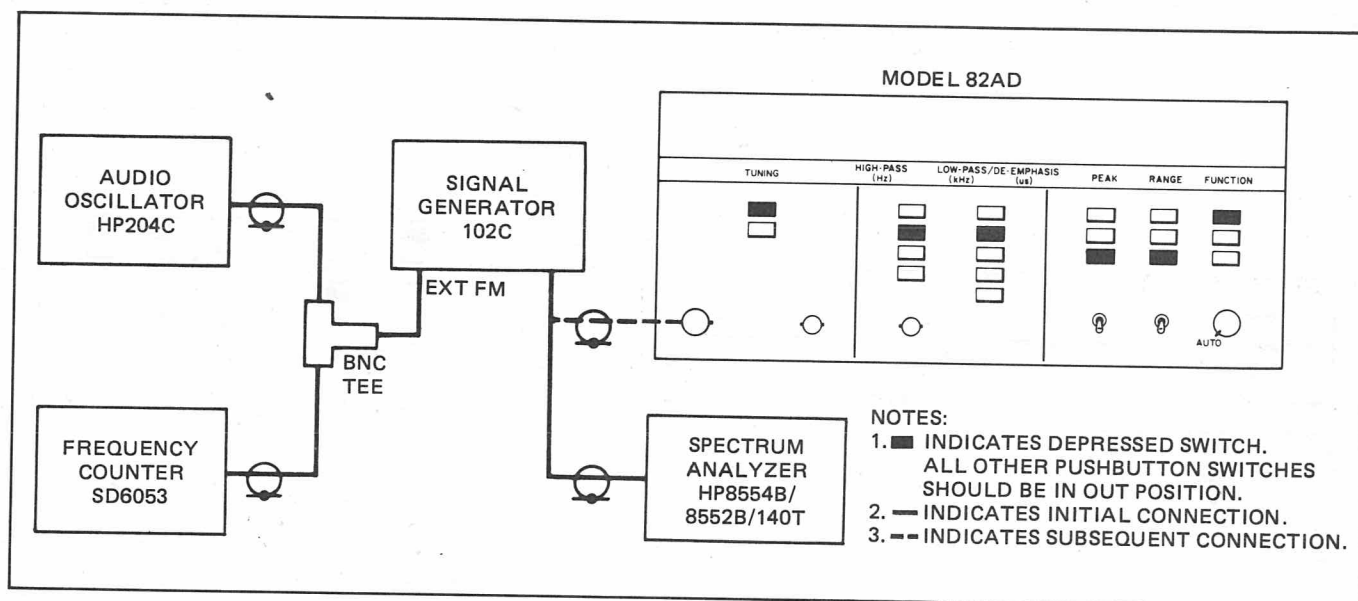 MODEL 82AD
AUDIO
OSCILLATOR
HP204C
SIGNAL
GENERATOR
102C
EXT FM
BNC
TEE
FREQUENCY
COUNTER
SD6053
SPECTRUM
ANALYZER
HP8554B/
8552B/140T
TUNING
HIGH-PASS
(Hz)
LOW-PASS/DE-EMPHASIS
(kHz) (us)
PEAK
RANGE
FUNCTION
AUTO
NOTES:
1. INDICATES DEPRESSED SWITCH.
ALL OTHER PUSHBUTTON SWITCHES
SHOULD BE IN OUT POSITION.
2. INDICATES INITIAL CONNECTION.
3. INDICATES SUBSEQUENT CONNECTION.